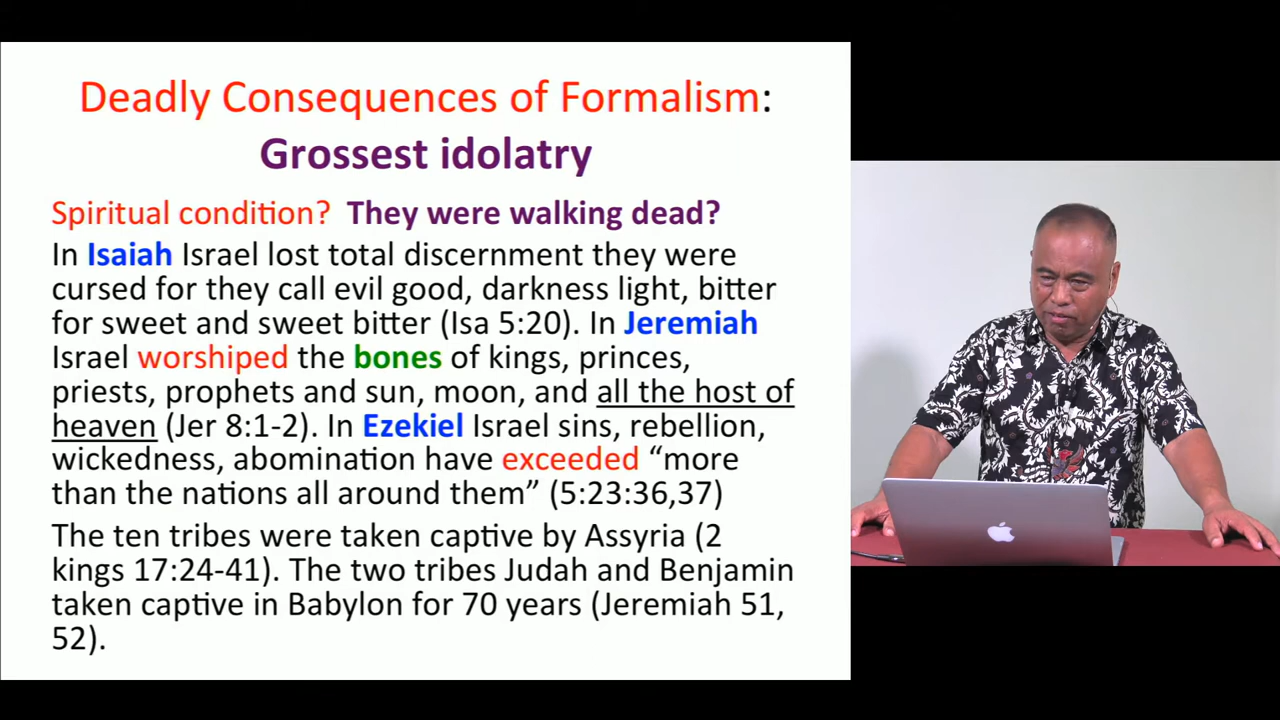 Deadly Consequences of Formalism:
Grossest idolatry
Spiritual condition? They were walking dead?
In Isaiah Israel lost total discernment they were
cursed for they call evil good, darkness light, bitter
for sweet and sweet bitter (Isa 5:20). In Jeremiah
Israel worshiped the bones of kings, princes,
priests, prophets and sun, moon, and all the host of
heaven (Jer 8:1-2). In Ezekiel Israel sins, rebellion,
wickedness, abomination have exceeded “more
than the nations all around them” (5:23:36,37)
The ten tribes were taken captive by Assyria (2
kings 17:24-41). The two tribes Judah and Benjamin
taken captive in Babylon for 70 years (Jeremiah 51,
52).